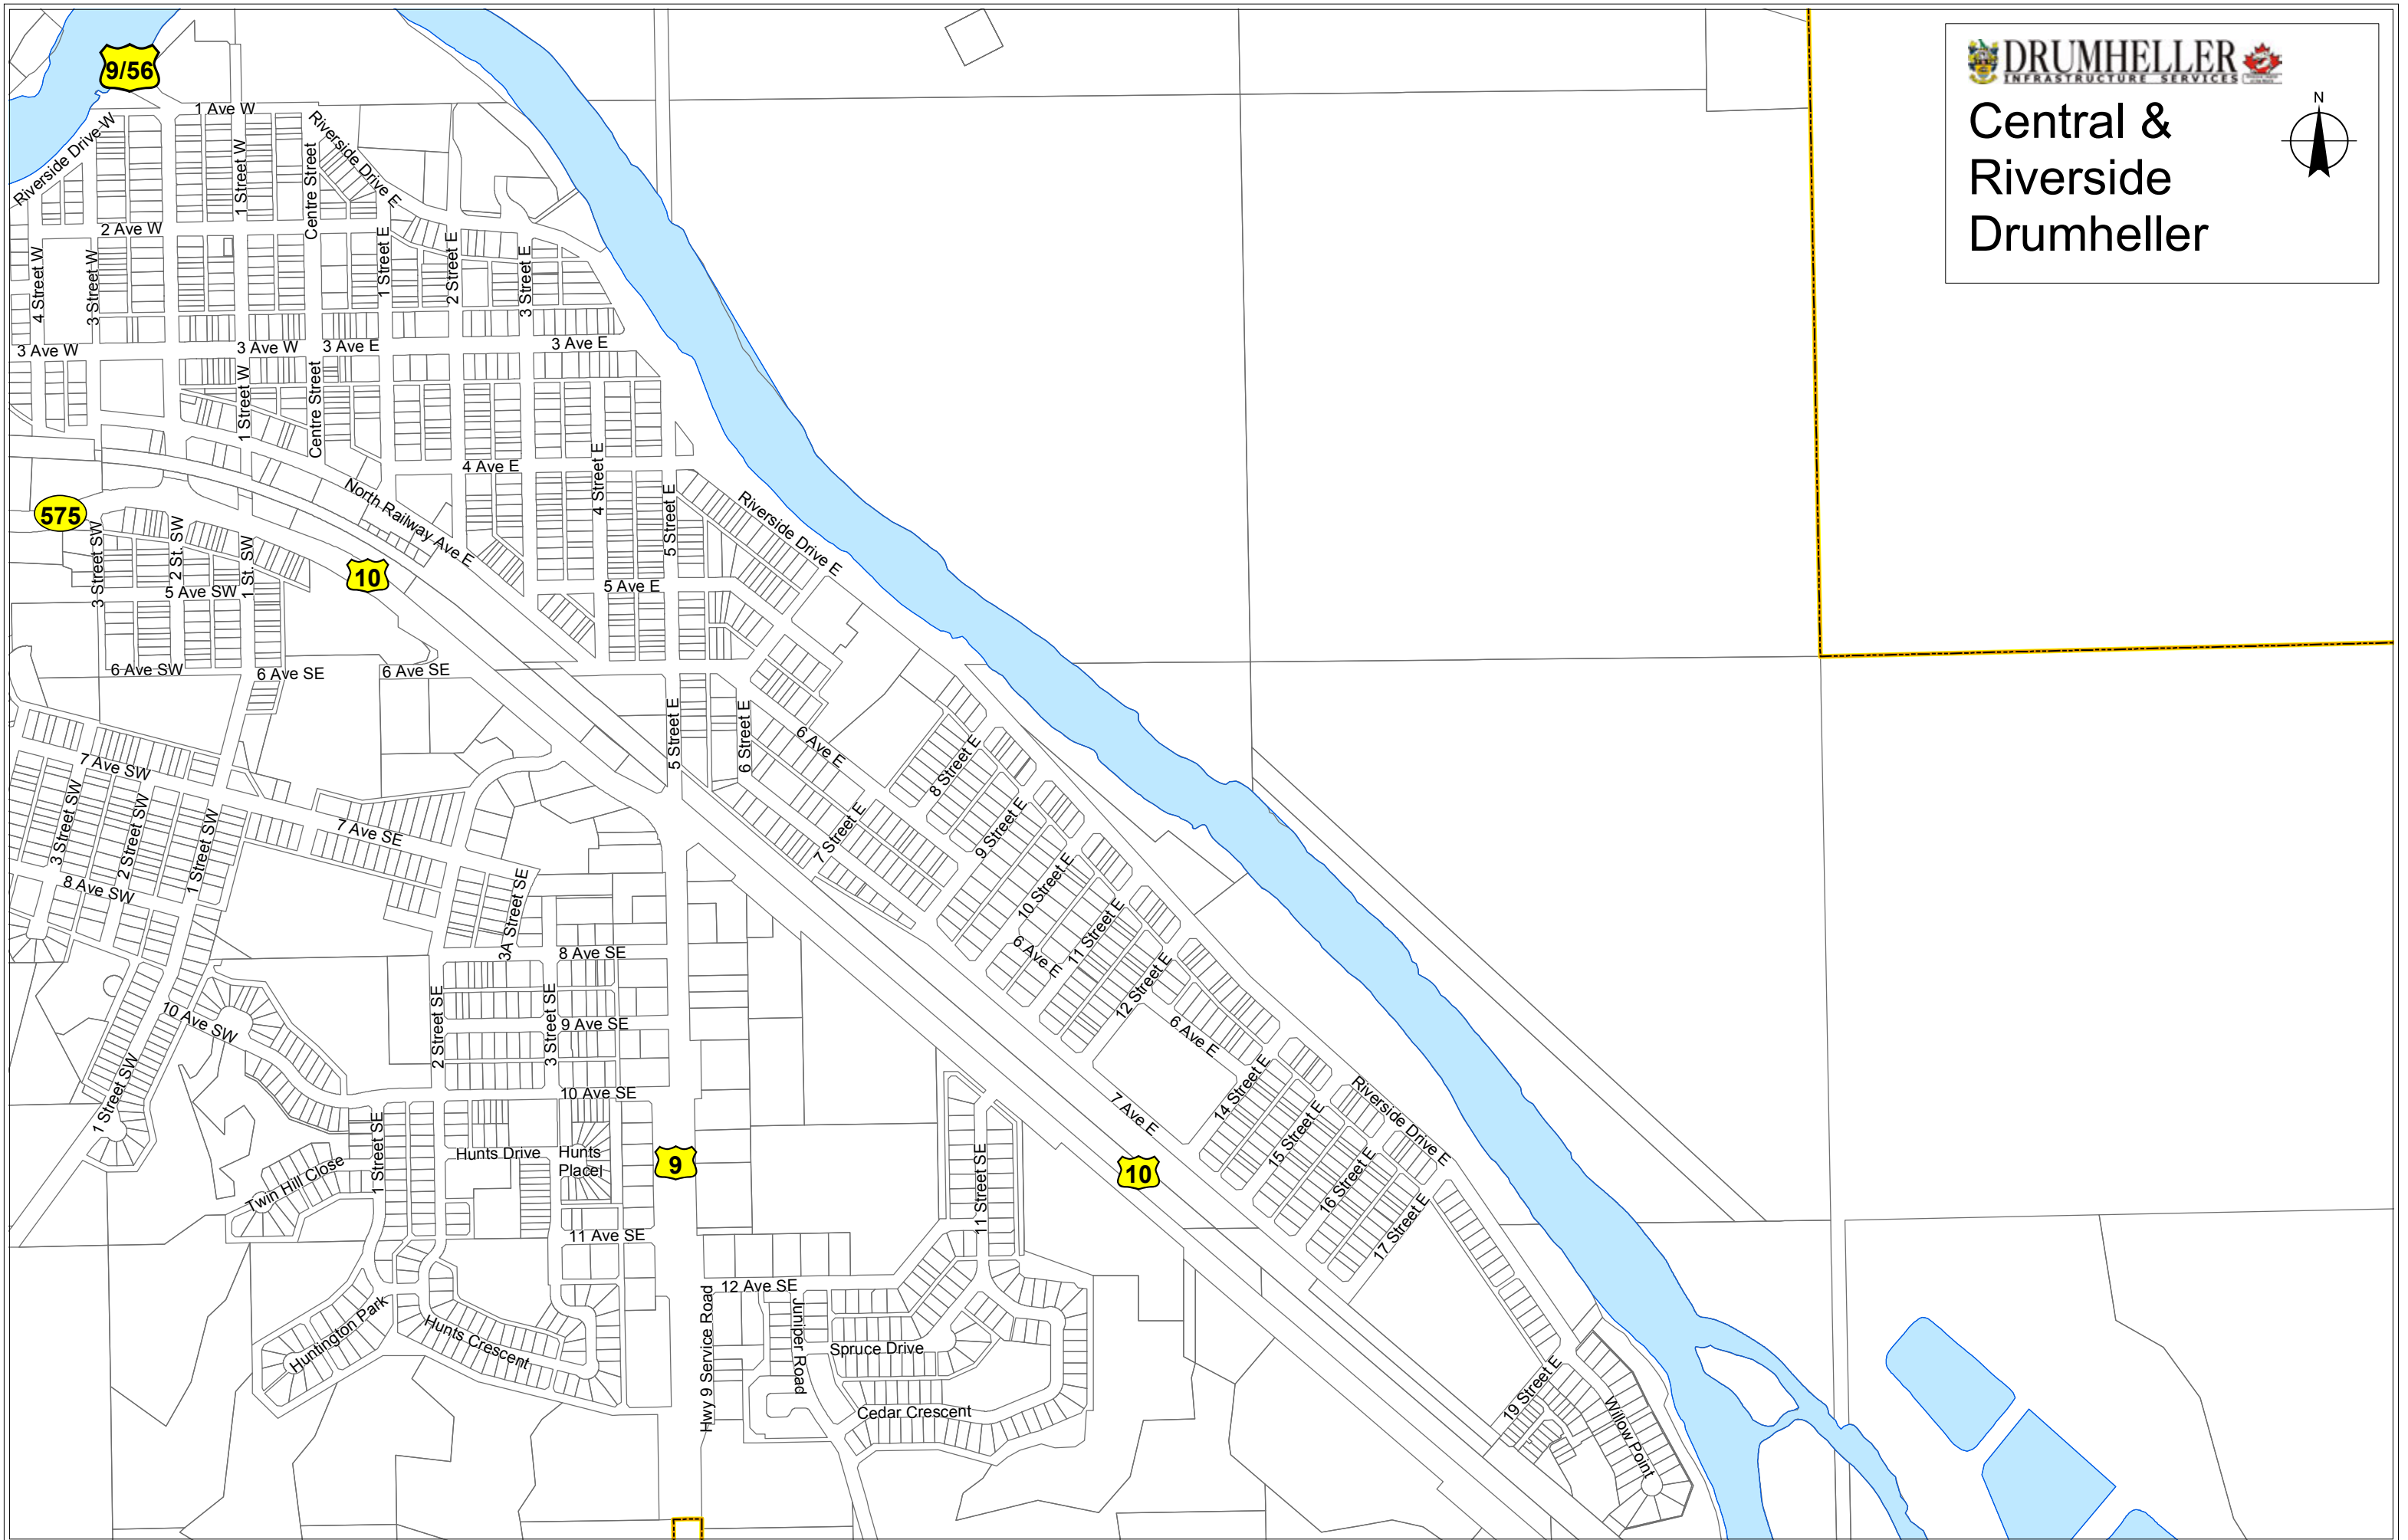 DRUMHELLER
INFRASTRUCTURE SERVICES
Central &
Riverside
Drumheller
N
9/56
1 Ave W
Riverside Drive W
1 Street W
Centre Street
Riverside Drive E
2 Ave W
4 Street W
3 Street W
1 Street E
2 Street E
3 Street E
3 Ave W
3 Ave W
3 Ave E
3 Ave E
1 Street W
Centre Street
4 Ave E
4 Street E
5 Street E
North Railway Ave E
Riverside Drive E
575
3 Street SW
2 St. SW
1 St. SW
10
5 Ave SW
5 Ave E
6 Ave SW
6 Ave SE
6 Ave SE
5 Street E
6 Street E
6 Ave E
7 Ave SW
3 Street SW
2 Street SW
1 Street SW
7 Ave SE
8 Ave SW
7 Street E
8 Street E
9 Street E
10 Street E
11 Street E
6 Ave E
12 Street E
6 Ave E
3A Street SE
8 Ave SE
2 Street SE
3 Street SE
9 Ave SE
10 Ave SW
10 Ave SE
1 Street SW
1 Street SE
Twin Hill Close
Hunts Drive
Hunts
Placel
9
11 Ave SE
11 Street SE
7 Ave E
10
14 Street E
15 Street E
16 Street E
17 Street E
Riverside Drive E
Huntington Park
Hunts Crescent
Hwy 9 Service Road
12 Ave SE
Juniper Road
Spruce Drive
Cedar Crescent
19 Street E
Willow Point